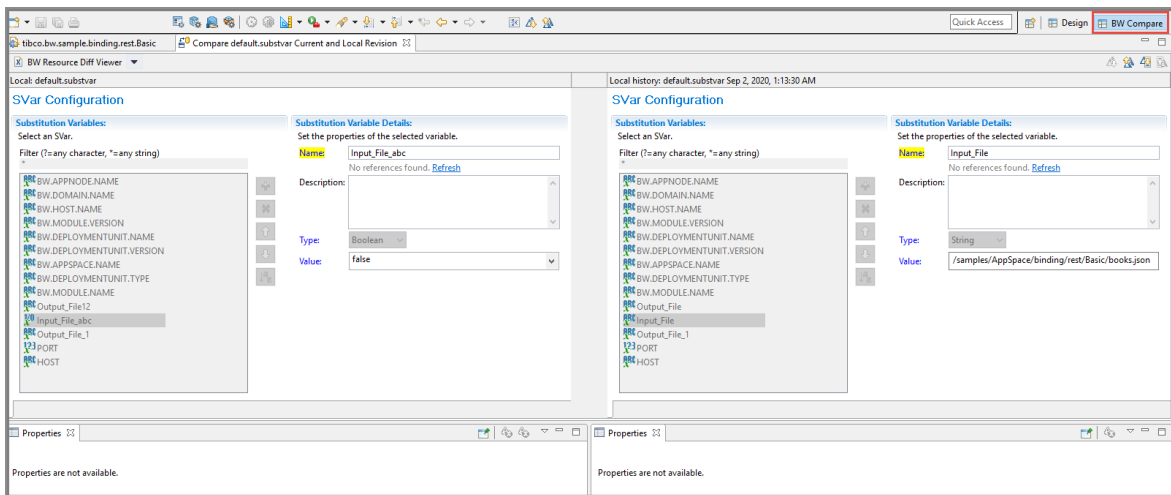 Quick Access
Design
BW Compare
tibco.bw.sample.binding.rest.Basic
Compare default.substvar Current and Local Revision
BW Resource Diff Viewer
Local: default.substvar
SVar Configuration
Substitution Variables:
Select an SVar.
Filter (?=any character, *=any string)
*
BW.APPNODE.NAME
BW.DOMAIN.NAME
BW.HOST.NAME
BW.MODULE.VERSION
BW.DEPLOYMENTUNIT.NAME
BW.DEPLOYMENTUNIT.VERSION
BW.APPSPACE.NAME
BW.DEPLOYMENTUNIT.TYPE
BW.MODULE.NAME
Output_File12
Input_File_abc
Output_File_1
PORT
HOST
Substitution Variable Details:
Set the properties of the selected variable.
Name: Input_File_abc
No references found. Refresh
Description:
Type: Boolean
Value: false
Local history: default.substvar Sep 2, 2020, 1:13:30 AM
SVar Configuration
Substitution Variables:
Select an SVar.
Filter (?=any character, *=any string)
*
BW.APPNODE.NAME
BW.DOMAIN.NAME
BW.HOST.NAME
BW.MODULE.VERSION
BW.DEPLOYMENTUNIT.NAME
BW.DEPLOYMENTUNIT.VERSION
BW.APPSPACE.NAME
BW.DEPLOYMENTUNIT.TYPE
BW.MODULE.NAME
Output_File
Input_File
Output_File_1
PORT
HOST
Substitution Variable Details:
Set the properties of the selected variable.
Name: Input_File
No references found. Refresh
Description:
Type: String
Value: /samples/AppSpace/binding/rest/Basic/books.json
Properties
Properties are not available.
Properties
Properties are not available.